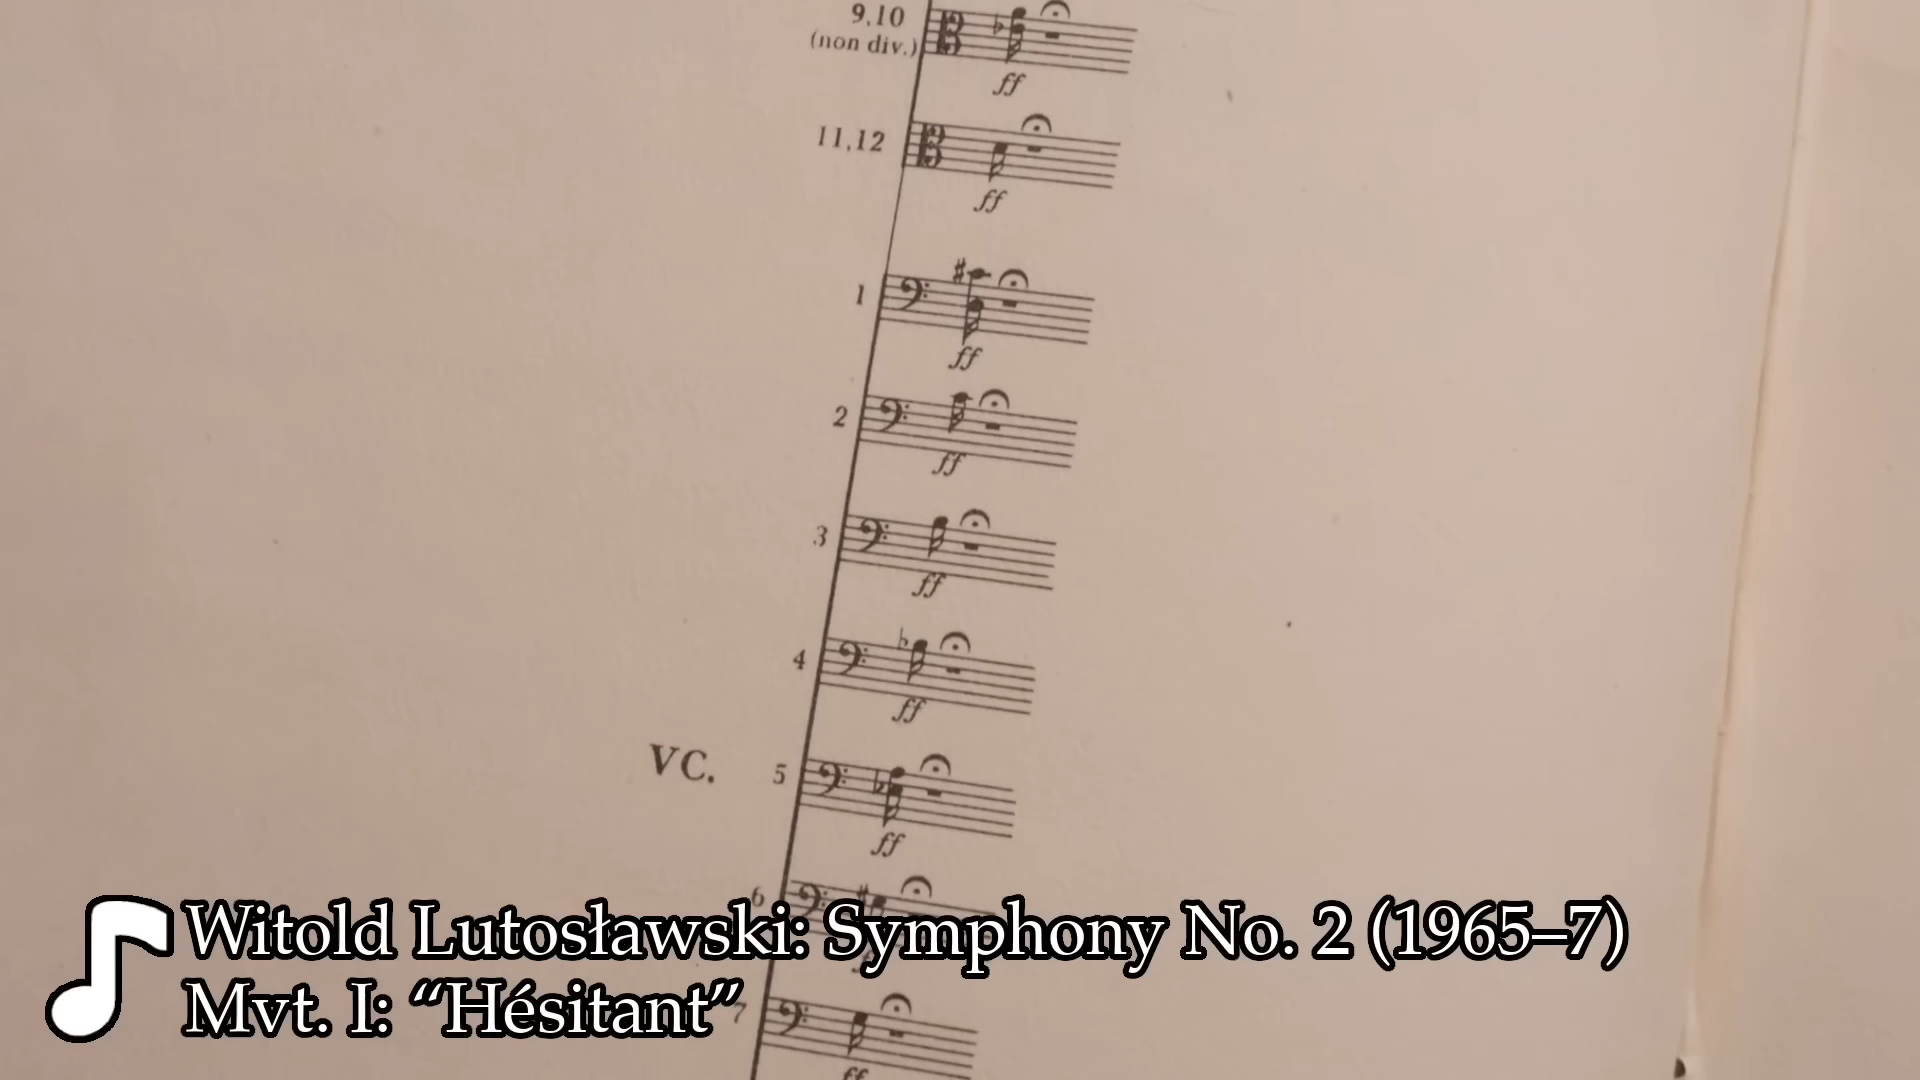 9,10
(non div.)
ff
11,12
ff
1
ff
2
ff
3
ff
4
ff
VC.
5
ff
6
Witold Lutosławski: Symphony No. 2 (1965–7)
Mvt. I: “Hésitant”
7
ff